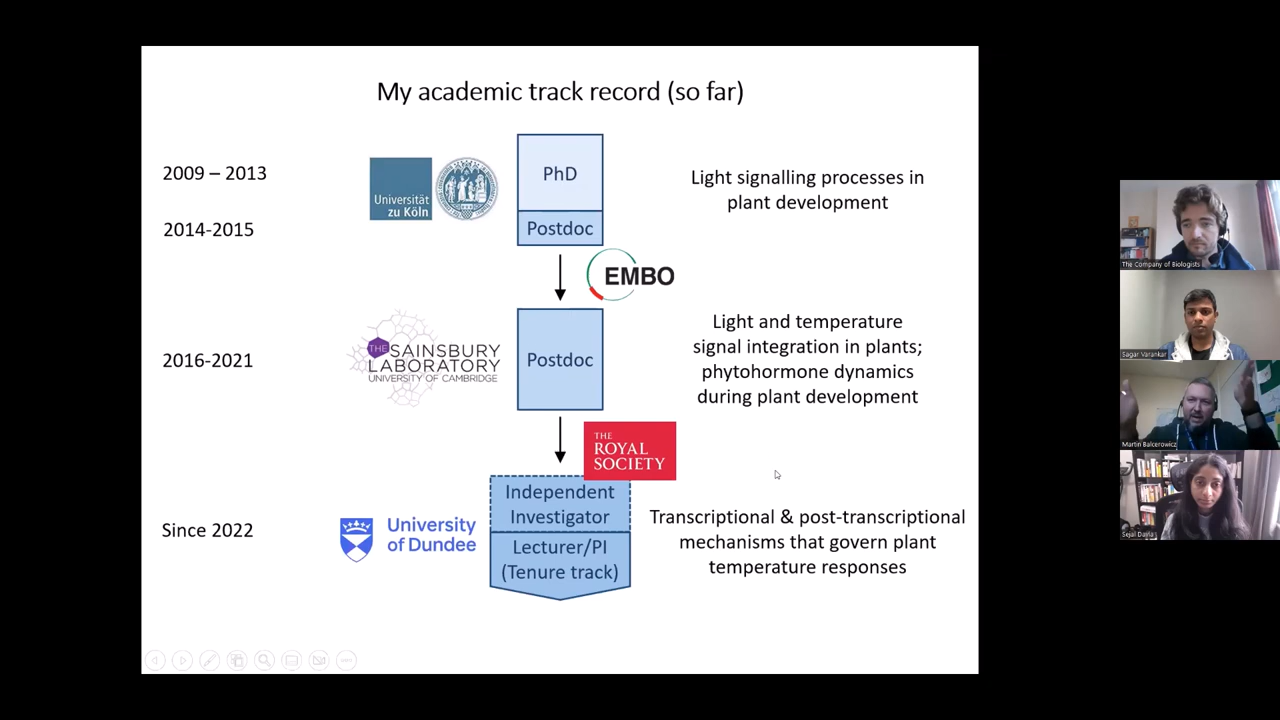 My academic track record (so far)
2009 – 2013
Universität
zu Köln
PhD
Light signalling processes in
plant development
2014-2015
Postdoc
EMBO
2016-2021
THE
SAINSBURY
LABORATORY
UNIVERSITY OF CAMBRIDGE
Postdoc
Light and temperature
signal integration in plants;
phytohormone dynamics
during plant development
THE
ROYAL
SOCIETY
Since 2022
University
of Dundee
Independent
Investigator
Lecturer/PI
(Tenure track)
Transcriptional & post-transcriptional
mechanisms that govern plant
temperature responses
The Company of Biologists
Sagar Varankar
Martin Balcerowicz
Sejal Davla